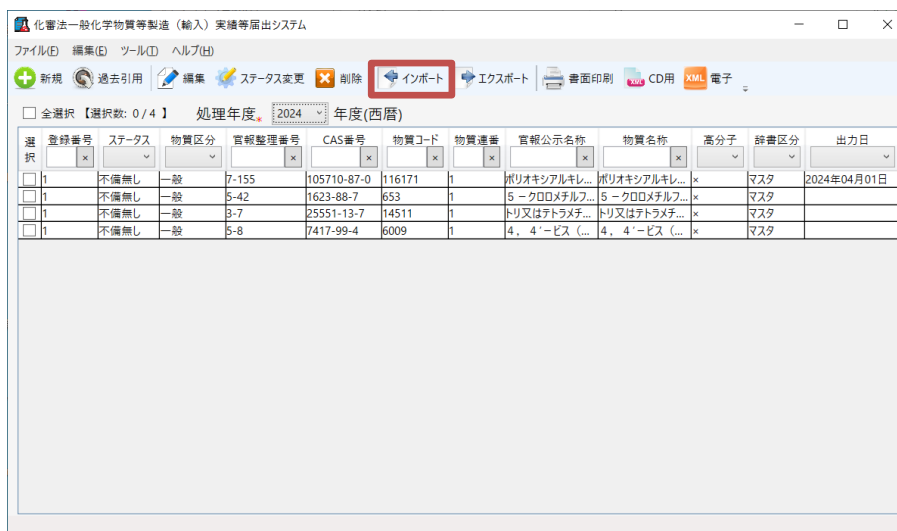 化審法一般化学物質等製造（輸入）実績等届出システム
ファイル(F) 編集(E) ツール(T) ヘルプ(H)
新規 過去引用 編集 ステータス変更 削除 インポート エクスポート 書面印刷 XML CD用 XML 電子
全選択 【選択数: 0 / 4 】 処理年度* 2024 年度(西暦)
選択 登録番号 ステータス 物質区分 官報整理番号 CAS番号 物質コード 物質連番 官報公示名称 物質名称 高分子 辞書区分 出力日
1 不備無し 一般 7-155 105710-87-0 116171 1 ポリオキシアルキレ... ポリオキシアルキレ... × マスタ 2024年04月01日
1 不備無し 一般 5-42 1623-88-7 653 1 ５－クロロメチルフ... ５－クロロメチルフ... × マスタ
1 不備無し 一般 3-7 25551-13-7 14511 1 トリ又はテトラメチ... トリ又はテトラメチ... × マスタ
1 不備無し 一般 5-8 7417-99-4 6009 1 ４，４′－ビス（... ４，４′－ビス（... × マスタ